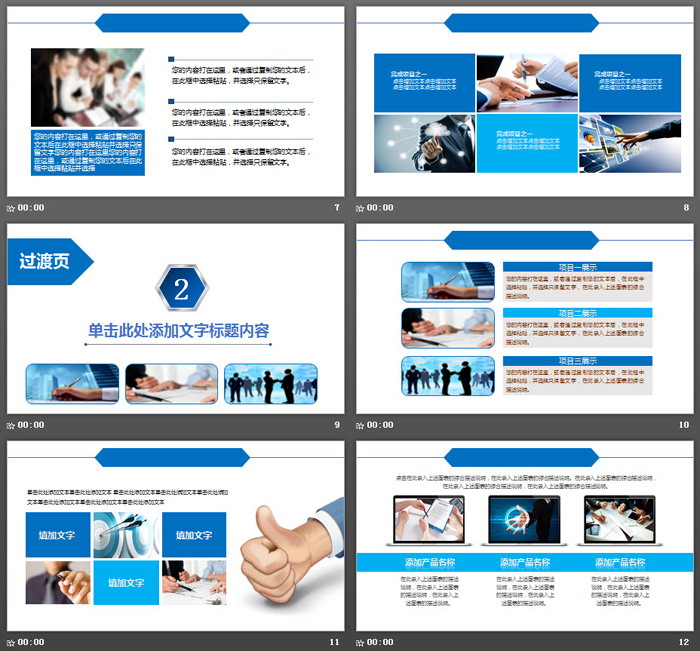 您的内容打在这里，或通过复制您的
文本后在此框中选择粘贴并选择只保
留文字您的内容打在这里您的内容打
在这里，或通过复制您的文本后在此
框中选择粘贴并选择
您的内容打在这里，或者通过复制您的文本后，
在此框中选择粘贴，并选择只保留文字。
您的内容打在这里，或者通过复制您的文本后，
在此框中选择粘贴，并选择只保留文字。
您的内容打在这里，或者通过复制您的文本后，
在此框中选择粘贴，并选择只保留文字。
00:00
7
完成项目之一
点击增加文本点击增加文本
点击增加文本点击增加文本
完成项目之一
点击增加文本点击增加文本
点击增加文本点击增加文本
完成项目之一
点击增加文本点击增加文本
点击增加文本点击增加文本
00:00
8
过渡页
2
单击此处添加文字标题内容
00:00
9
项目一展示
您的内容打在这里，或者通过复制您的文本后，在此框中
选择粘贴，并选择只保留文字，在此录入上述图表的综合
描述说明。
项目二展示
您的内容打在这里，或者通过复制您的文本后，在此框中
选择粘贴，并选择只保留文字，在此录入上述图表的综合
描述说明。
项目三展示
您的内容打在这里，或者通过复制您的文本后，在此框中
选择粘贴，并选择只保留文字，在此录入上述图表的综合
描述说明。
00:00
10
单击此处添加文本单击此处添加文本 单击此处添加文本单击此处添加文本单击此处添加
文本单击此处添加文本单击此处添加文本单击此处添加文本
填加文字
填加文字
填加文字
00:00
11
点击在此录入上述图表的综合描述说明，在此录入上述图表的综合描述说明，在此录入上述图表的综合描述说明，
在此录入上述图表的综合描述说明，在此录入上述图表的综合描述说明。
添加产品名称
添加产品名称
添加产品名称
在此录入上述图表的描述
说明，在此录入上述图表
的描述说明，在此录入上
述图表的描述说明。
在此录入上述图表的描述
说明，在此录入上述图表
的描述说明，在此录入上
述图表的综合描述说明。
在此录入上述图表的描述
说明，在此录入上述图表
的描述说明，在此录入上
述图表的描述说明。
00:00
12